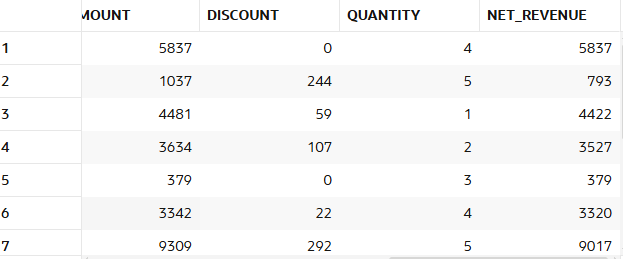 MOUNT DISCOUNT QUANTITY NET_REVENUE
1 5837 0 4 5837
2 1037 244 5 793
3 4481 59 1 4422
4 3634 107 2 3527
5 379 0 3 379
6 3342 22 4 3320
7 9309 292 5 9017